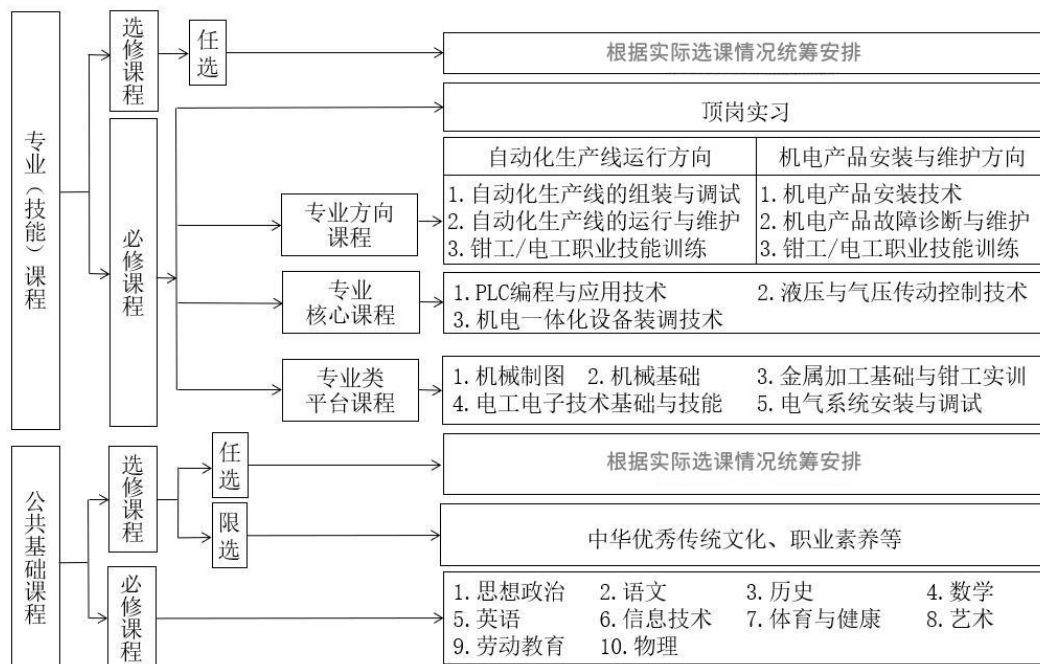 专业（技能）课程
选修课程
任选
根据实际选课情况统筹安排
必修课程
顶岗实习
专业方向
课程
自动化生产线运行方向
1. 自动化生产线的组装与调试
2. 自动化生产线的运行与维护
3. 钳工/电工职业技能训练
机电产品安装与维护方向
1. 机电产品安装技术
2. 机电产品故障诊断与维护
3. 钳工/电工职业技能训练
专业
核心课程
1. PLC编程与应用技术 2. 液压与气压传动控制技术
3. 机电一体化设备装调技术
专业类
平台课程
1. 机械制图 2. 机械基础 3. 金属加工基础与钳工实训
4. 电工电子技术基础与技能 5. 电气系统安装与调试
公共基础课程
选修课程
任选
根据实际选课情况统筹安排
限选
中华优秀传统文化、职业素养等
必修课程
1. 思想政治 2. 语文 3. 历史 4. 数学
5. 英语 6. 信息技术 7. 体育与健康 8. 艺术
9. 劳动教育 10. 物理